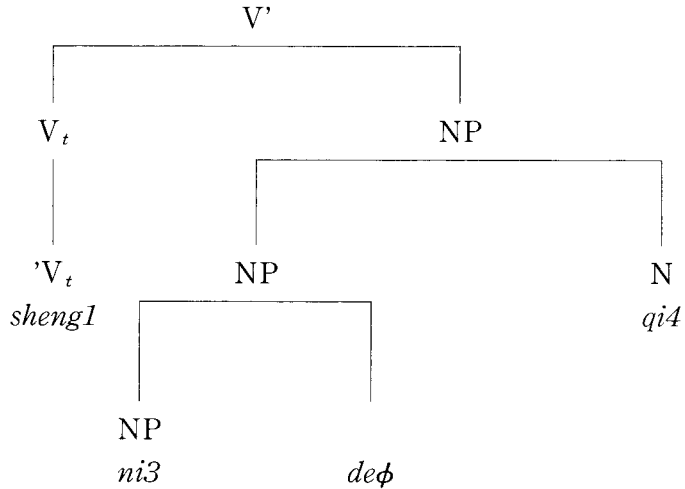 V'
Vt NP
'Vt NP N
sheng1 qi4
NP
ni3 deϕ